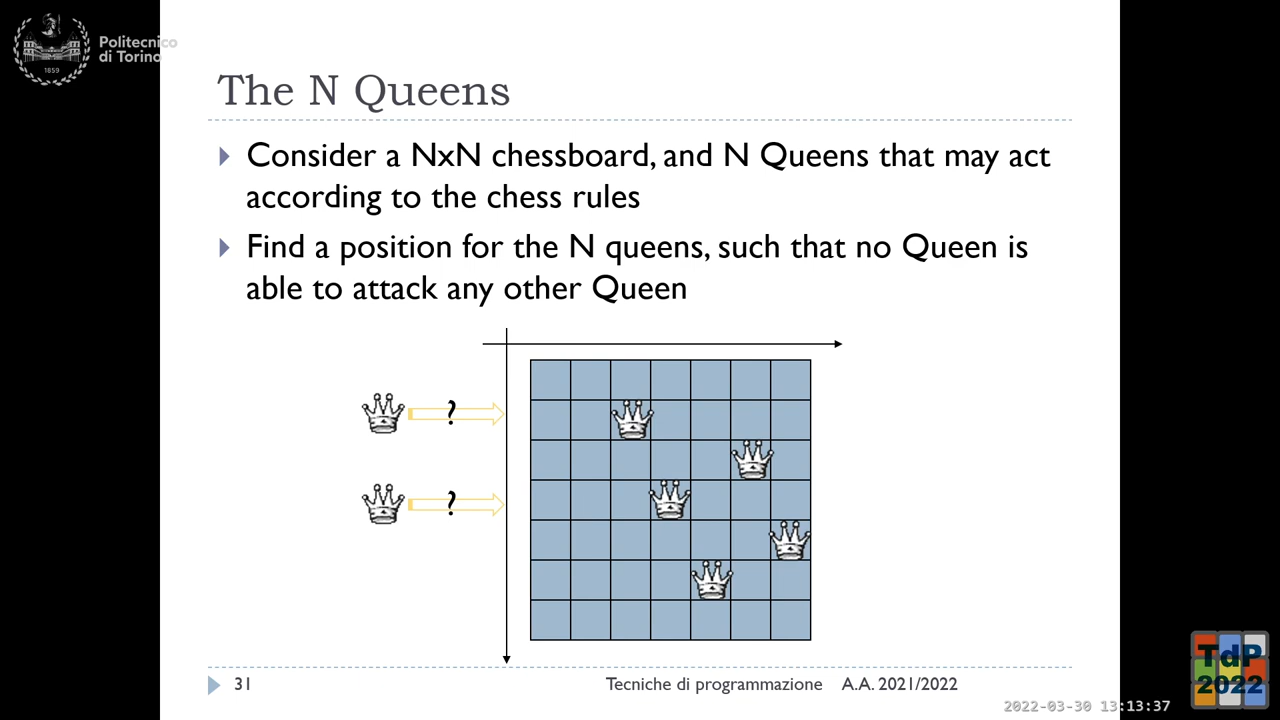 Politecnico
di Torino
1859
The N Queens
Consider a NxN chessboard, and N Queens that may act
according to the chess rules
Find a position for the N queens, such that no Queen is
able to attack any other Queen
?
?
31 Tecniche di programmazione A.A. 2021/2022
TdP
2022
2022-03-30 13:13:37